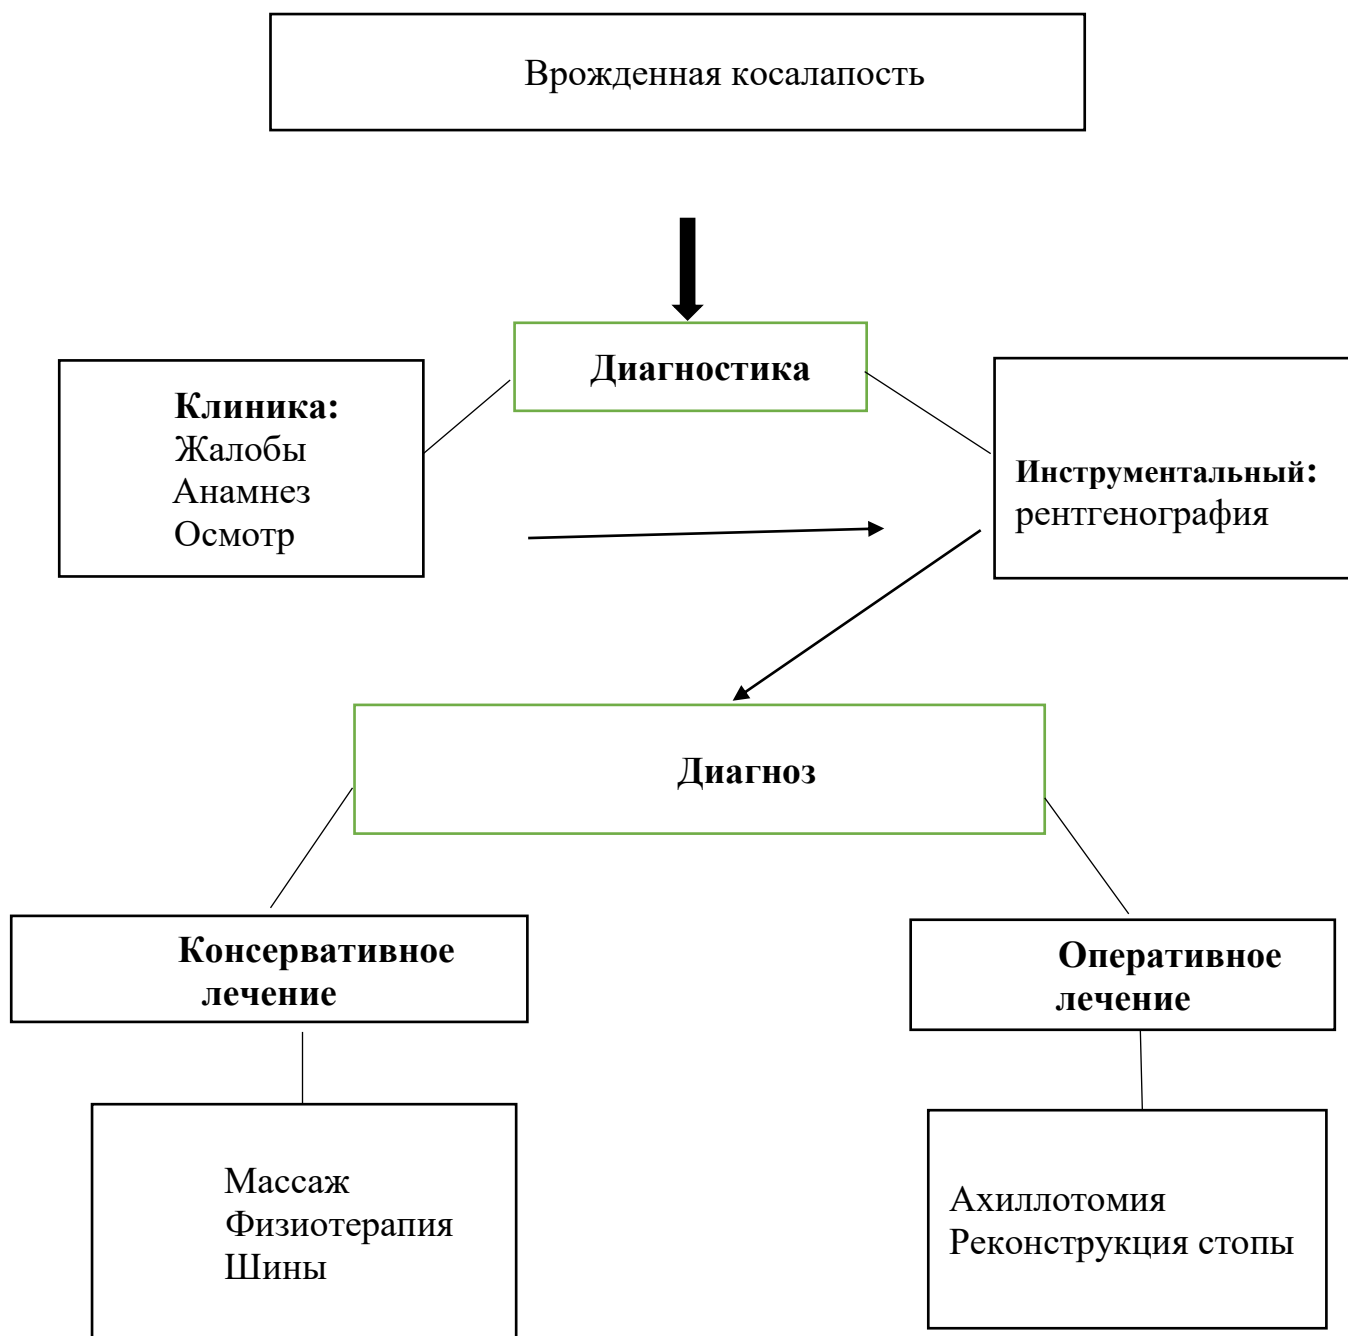 Врожденная косалапость
Диагностика
Клиника:
Жалобы
Анамнез
Осмотр
Инструментальный:
рентгенография
Диагноз
Консервативное
лечение
Оперативное
лечение
Массаж
Физиотерапия
Шины
Ахиллотомия
Реконструкция стопы